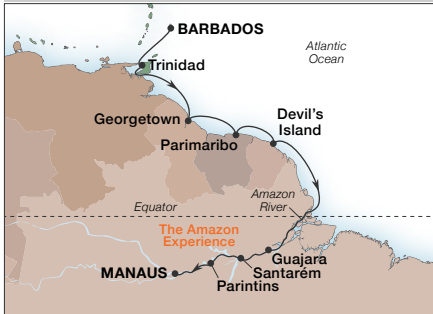 BARBADOS
Atlantic
Ocean
Trinidad
Georgetown
Devil's
Island
Parimaribo
Amazon
River
Equator
The Amazon
Experience
Guajara
MANAUS
Santarém
Parintins